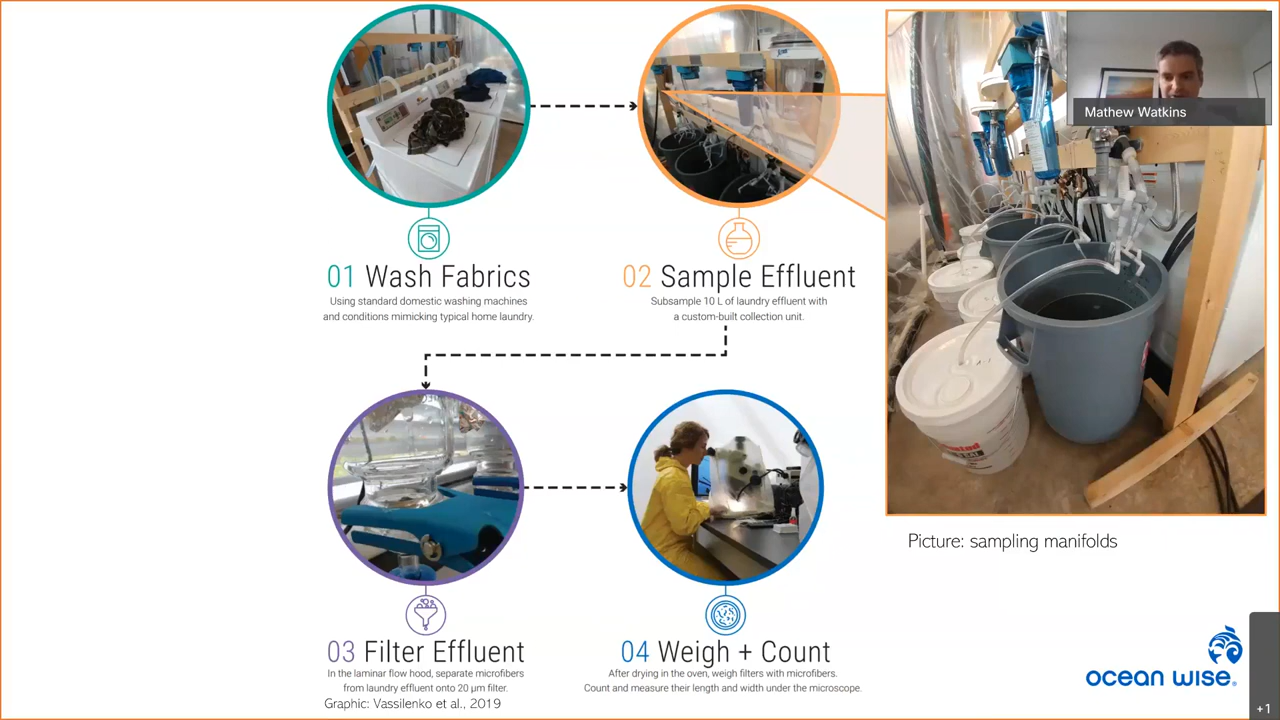 Mathew Watkins
01 Wash Fabrics
Using standard domestic washing machines
and conditions mimicking typical home laundry.
02 Sample Effluent
Subsample 10 L of laundry effluent with
a custom-built collection unit.
Picture: sampling manifolds
03 Filter Effluent
In the laminar flow hood, separate microfibers
from laundry effluent onto 20 µm filter.
Graphic: Vassilenko et al., 2019
04 Weigh + Count
After drying in the oven, weigh filters with microfibers.
Count and measure their length and width under the microscope.
ocean wise®
+1